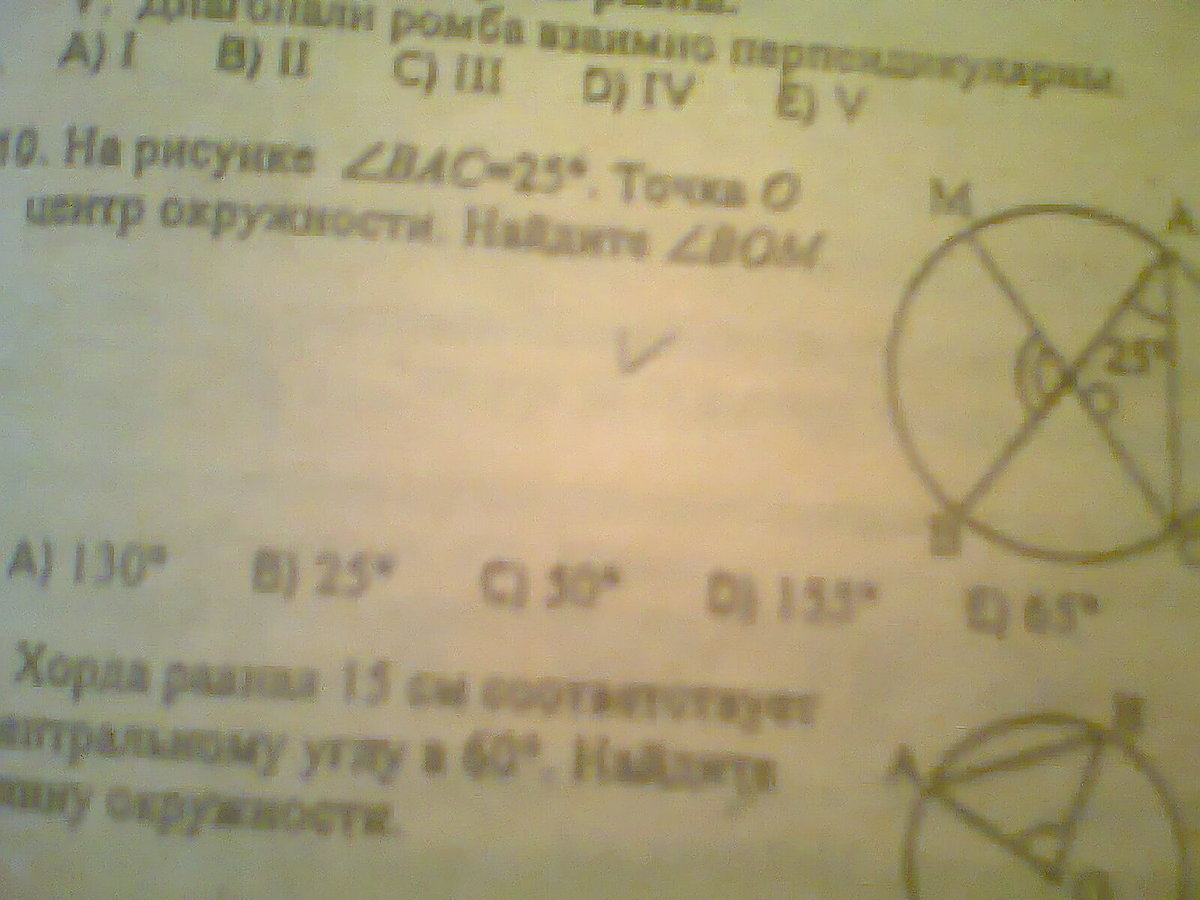 V. Диагонали ромба взаимно перпендикулярны.
A) I B) II C) III D) IV E) V
10. На рисунке ∠BAC=25°. Точка O
центр окружности. Найдите ∠BOM.
M A
25°
O
B C
A) 130° B) 25° C) 50° D) 155° E) 65°
Хорда равная 15 см соответствует
центральному углу в 60°. Найдите
окружности.
A B
O